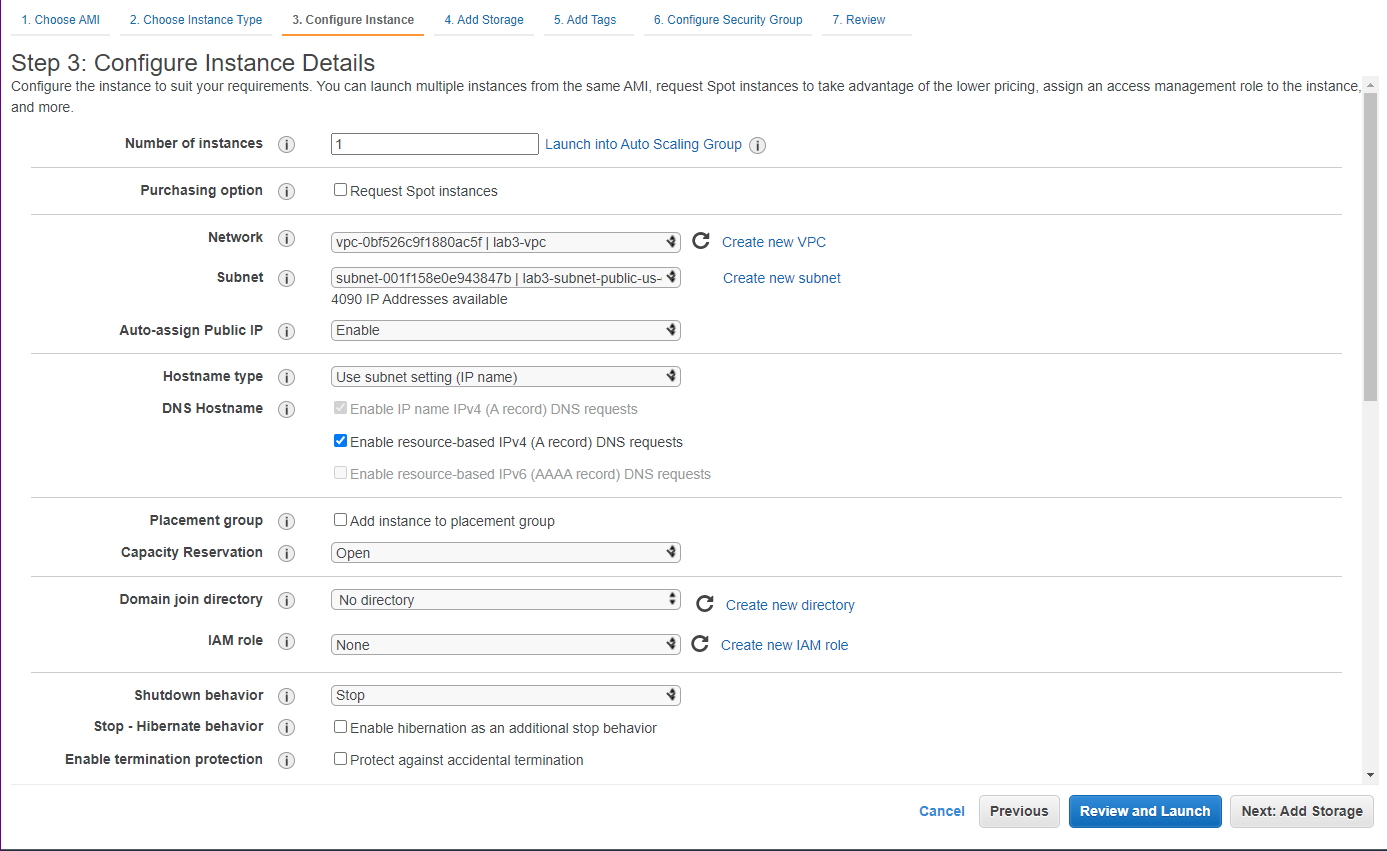 1. Choose AMI 2. Choose Instance Type 3. Configure Instance 4. Add Storage 5. Add Tags 6. Configure Security Group 7. Review
Step 3: Configure Instance Details
Configure the instance to suit your requirements. You can launch multiple instances from the same AMI, request Spot instances to take advantage of the lower pricing, assign an access management role to the instance,
and more.
Number of instances 1 Launch into Auto Scaling Group
Purchasing option Request Spot instances
Network vpc-0bf526c9f1880ac5f | lab3-vpc Create new VPC
Subnet subnet-001f158e0e943847b | lab3-subnet-public-us- Create new subnet
4090 IP Addresses available
Auto-assign Public IP Enable
Hostname type Use subnet setting (IP name)
DNS Hostname Enable IP name IPv4 (A record) DNS requests
Enable resource-based IPv4 (A record) DNS requests
Enable resource-based IPv6 (AAAA record) DNS requests
Placement group Add instance to placement group
Capacity Reservation Open
Domain join directory No directory Create new directory
IAM role None Create new IAM role
Shutdown behavior Stop
Stop - Hibernate behavior Enable hibernation as an additional stop behavior
Enable termination protection Protect against accidental termination
Cancel Previous Review and Launch Next: Add Storage